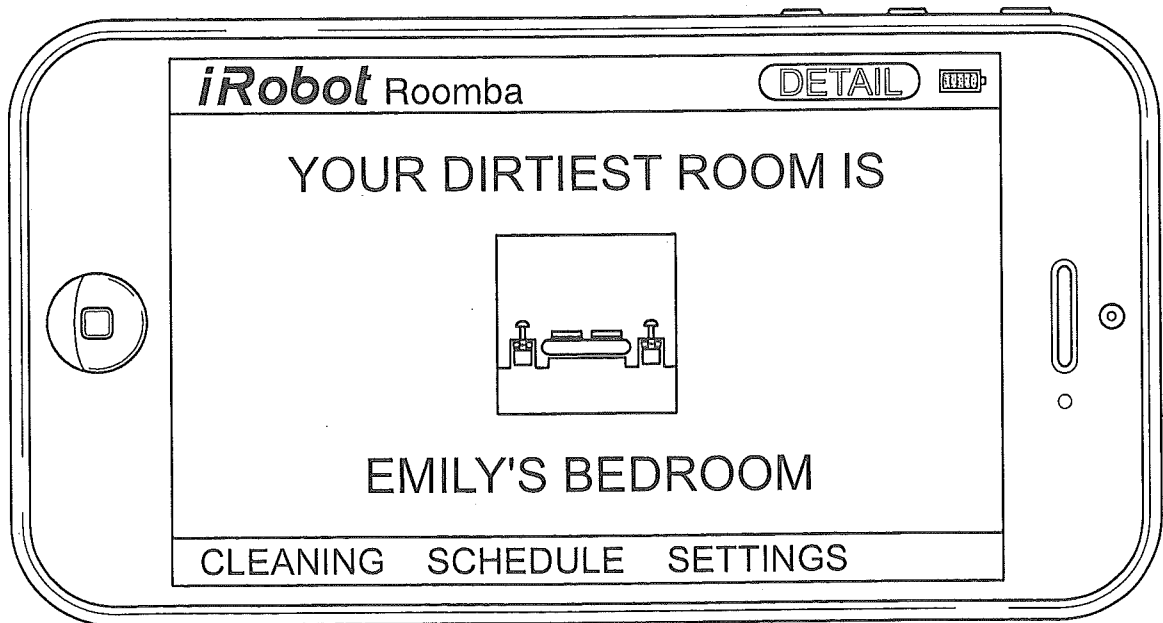 iRobot Roomba DETAIL
YOUR DIRTIEST ROOM IS
EMILY'S BEDROOM
CLEANING SCHEDULE SETTINGS